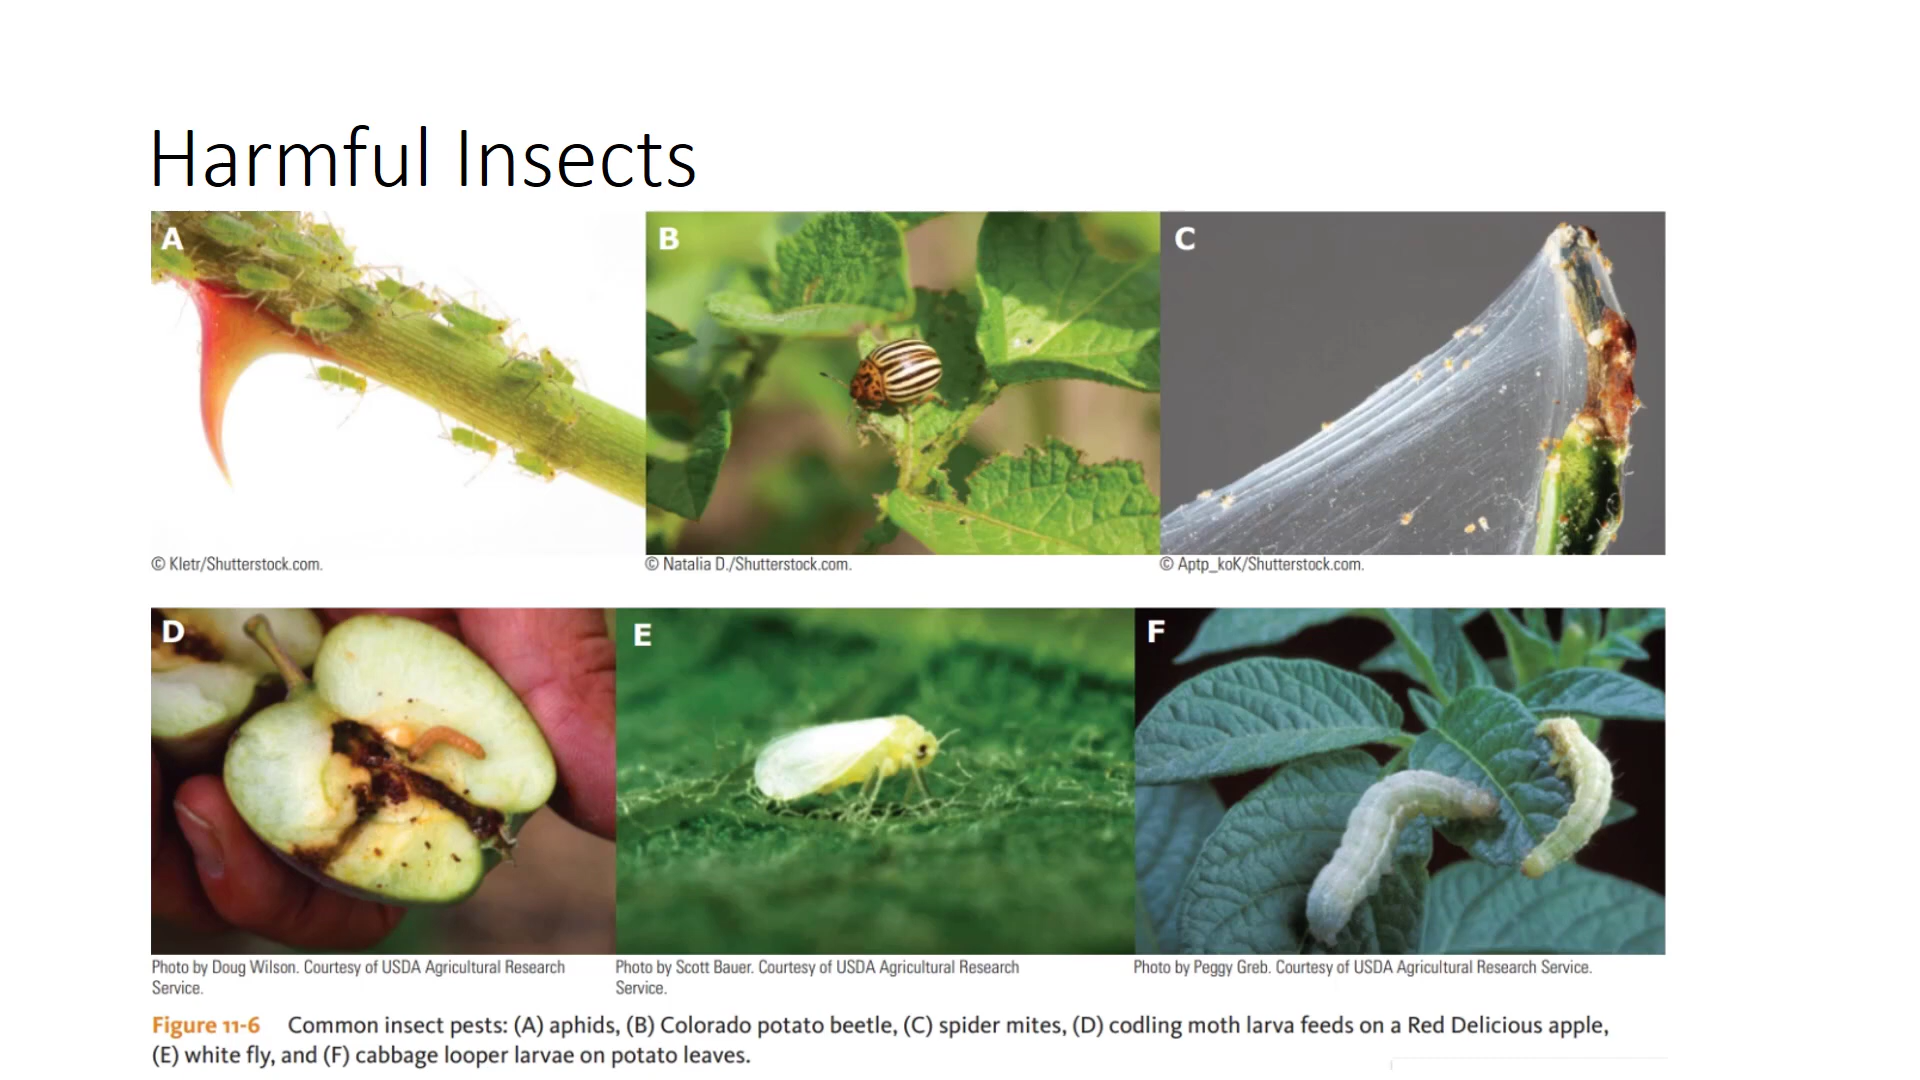 Harmful Insects
A
B
C
© Kletr/Shutterstock.com.
© Natalia D./Shutterstock.com.
© Aptp_koK/Shutterstock.com.
D
E
F
Photo by Doug Wilson. Courtesy of USDA Agricultural Research
Service.
Photo by Scott Bauer. Courtesy of USDA Agricultural Research
Service.
Photo by Peggy Greb. Courtesy of USDA Agricultural Research Service.
Figure 11-6 Common insect pests: (A) aphids, (B) Colorado potato beetle, (C) spider mites, (D) codling moth larva feeds on a Red Delicious apple,
(E) white fly, and (F) cabbage looper larvae on potato leaves.